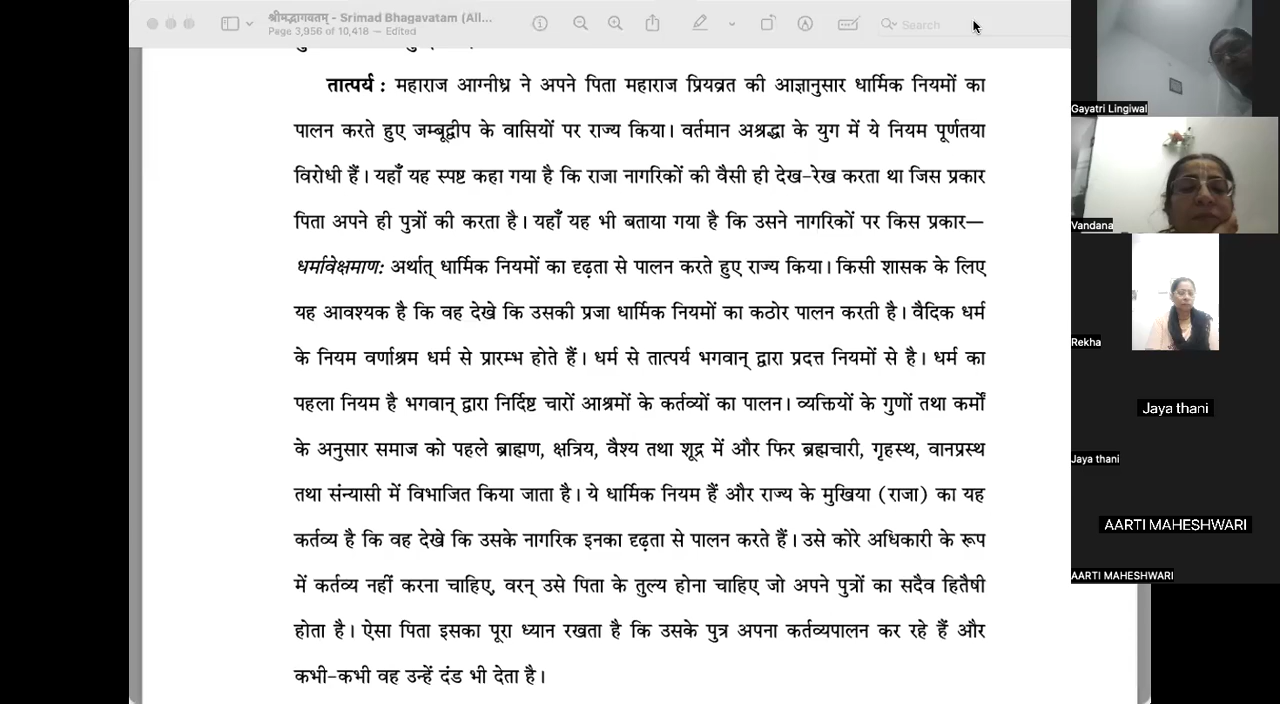 श्रीमद्भागवतम् - Srimad Bhagavatam (All...
Page 3,956 of 10,418 — Edited
Search
तात्पर्य : महाराज आग्नीध्र ने अपने पिता महाराज प्रियव्रत की आज्ञानुसार धार्मिक नियमों का
पालन करते हुए जम्बूद्वीप के वासियों पर राज्य किया। वर्तमान अश्रद्धा के युग में ये नियम पूर्णतया
विरोधी हैं। यहाँ यह स्पष्ट कहा गया है कि राजा नागरिकों की वैसी ही देख-रेख करता था जिस प्रकार
पिता अपने ही पुत्रों की करता है। यहाँ यह भी बताया गया है कि उसने नागरिकों पर किस प्रकार—
धर्मावेक्षमाण: अर्थात् धार्मिक नियमों का दृढ़ता से पालन करते हुए राज्य किया। किसी शासक के लिए
यह आवश्यक है कि वह देखे कि उसकी प्रजा धार्मिक नियमों का कठोर पालन करती है। वैदिक धर्म
के नियम वर्णाश्रम धर्म से प्रारम्भ होते हैं। धर्म से तात्पर्य भगवान् द्वारा प्रदत्त नियमों से है। धर्म का
पहला नियम है भगवान् द्वारा निर्दिष्ट चारों आश्रमों के कर्तव्यों का पालन। व्यक्तियों के गुणों तथा कर्मों
के अनुसार समाज को पहले ब्राह्मण, क्षत्रिय, वैश्य तथा शूद्र में और फिर ब्रह्मचारी, गृहस्थ, वानप्रस्थ
तथा संन्यासी में विभाजित किया जाता है। ये धार्मिक नियम हैं और राज्य के मुखिया (राजा) का यह
कर्तव्य है कि वह देखे कि उसके नागरिक इनका दृढ़ता से पालन करते हैं। उसे कोरे अधिकारी के रूप
में कर्तव्य नहीं करना चाहिए, वरन् उसे पिता के तुल्य होना चाहिए जो अपने पुत्रों का सदैव हितैषी
होता है। ऐसा पिता इसका पूरा ध्यान रखता है कि उसके पुत्र अपना कर्तव्यपालन कर रहे हैं और
कभी-कभी वह उन्हें दंड भी देता है।
Gayatri Lingiwal
Vandana
Rekha
Jaya thani
Jaya thani
AARTI MAHESHWARI
AARTI MAHESHWARI